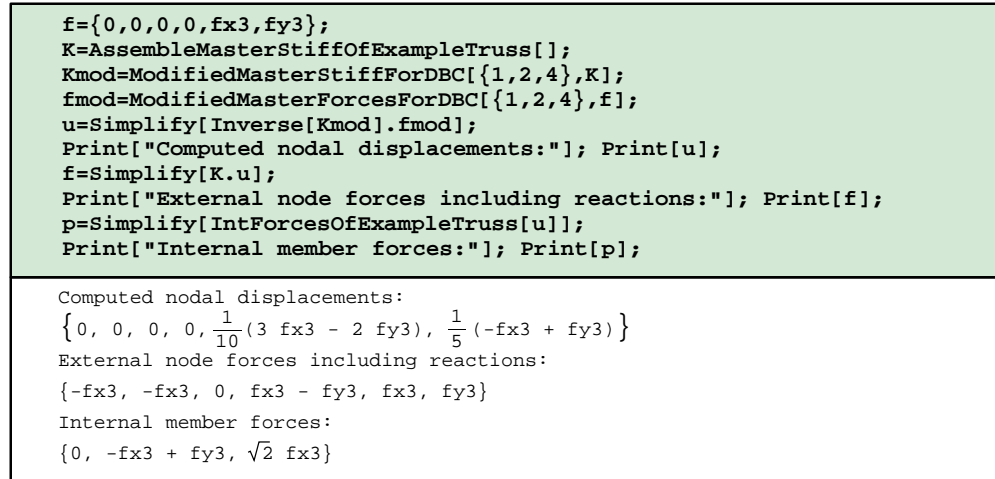 f={0,0,0,0,fx3,fy3};
K=AssembleMasterStiffOfExampleTruss[];
Kmod=ModifiedMasterStiffForDBC[{1,2,4},K];
fmod=ModifiedMasterForcesForDBC[{1,2,4},f];
u=Simplify[Inverse[Kmod].fmod];
Print["Computed nodal displacements:"]; Print[u];
f=Simplify[K.u];
Print["External node forces including reactions:"]; Print[f];
p=Simplify[IntForcesOfExampleTruss[u]];
Print["Internal member forces:"]; Print[p];
Computed nodal displacements:
{0, 0, 0, 0, 1/10 (3 fx3 - 2 fy3), 1/5 (-fx3 + fy3)}
External node forces including reactions:
{-fx3, -fx3, 0, fx3 - fy3, fx3, fy3}
Internal member forces:
{0, -fx3 + fy3, √2 fx3}